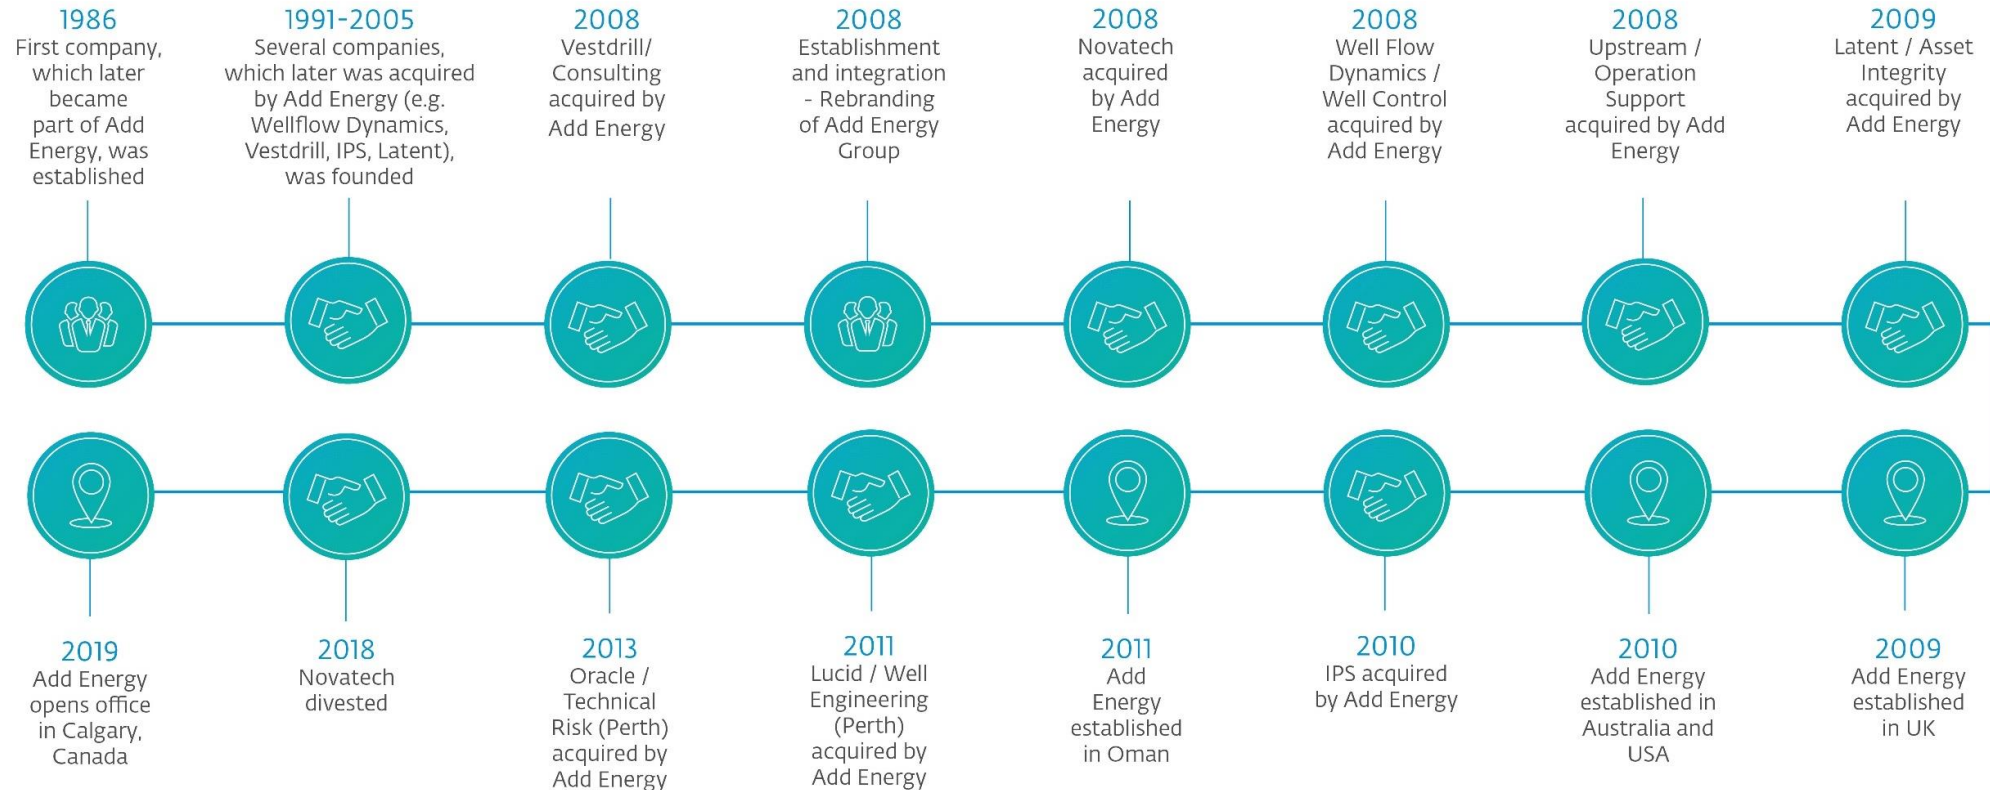 1986
First company,
which later
became
part of Add
Energy, was
established
1991-2005
Several companies,
which later was acquired
by Add Energy (e.g.
Wellflow Dynamics,
Vestdrill, IPS, Latent),
was founded
2008
Vestdrill/
Consulting
acquired by
Add Energy
2008
Establishment
and integration
- Rebranding
of Add Energy
Group
2008
Novatech
acquired
by Add
Energy
2008
Well Flow
Dynamics /
Well Control
acquired by
Add Energy
2008
Upstream /
Operation
Support
acquired by Add
Energy
2009
Latent / Asset
Integrity
acquired by
Add Energy
2019
Add Energy
opens office
in Calgary,
Canada
2018
Novatech
divested
2013
Oracle /
Technical
Risk (Perth)
acquired by
Add Energy
2011
Lucid / Well
Engineering
(Perth)
acquired by
Add Energy
2011
Add
Energy
established
in Oman
2010
IPS acquired
by Add Energy
2010
Add Energy
established in
Australia and
USA
2009
Add Energy
established
in UK